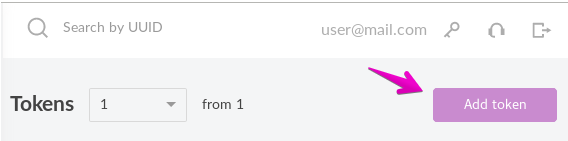 Search by UUID
user@mail.com
Tokens 1 from 1
Add token